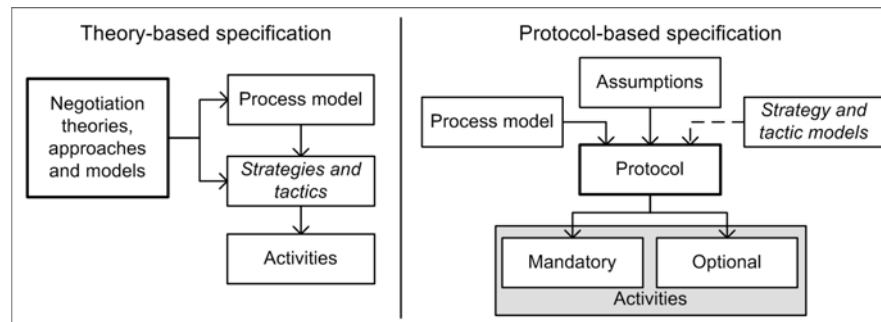 Theory-based specification
Negotiation
theories,
approaches
and models
Process model
Strategies and
tactics
Activities
Protocol-based specification
Assumptions
Process model
Strategy and
tactic models
Protocol
Mandatory
Optional
Activities